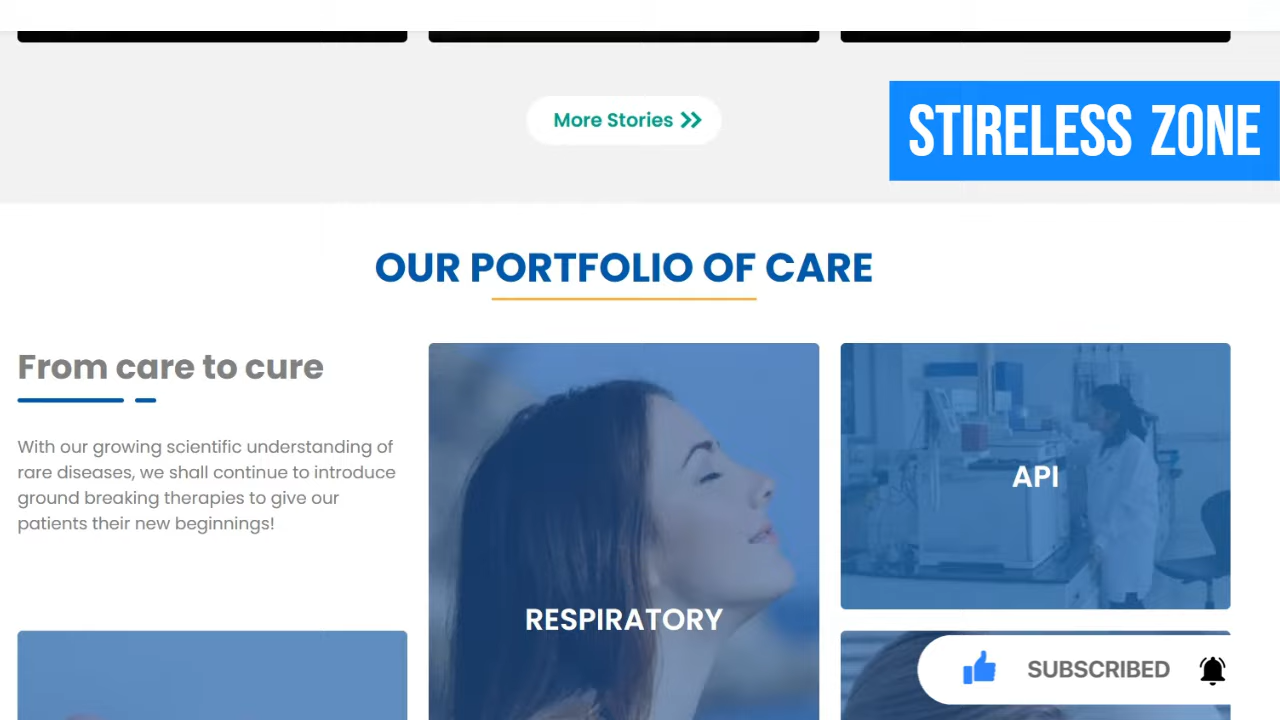 More Stories
STIRELESS ZONE
OUR PORTFOLIO OF CARE
From care to cure
With our growing scientific understanding of
rare diseases, we shall continue to introduce
ground breaking therapies to give our
patients their new beginnings!
RESPIRATORY
API
SUBSCRIBED